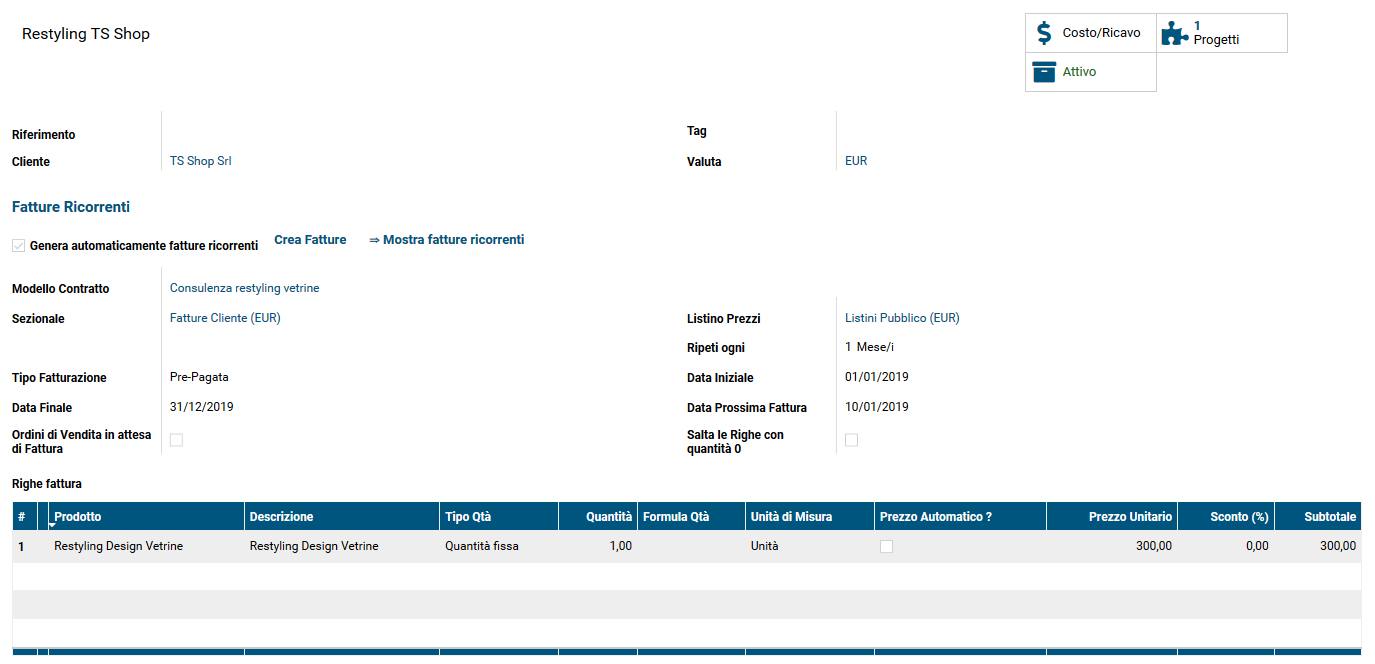 Restyling TS Shop
Costo/Ricavo
1
Progetti
Attivo
Riferimento
Tag
Cliente TS Shop Srl
Valuta EUR
Fatture Ricorrenti
Genera automaticamente fatture ricorrenti Crea Fatture ⇒ Mostra fatture ricorrenti
Modello Contratto Consulenza restyling vetrine
Sezionale Fatture Cliente (EUR)
Listino Prezzi Listini Pubblico (EUR)
Ripeti ogni 1 Mese/i
Tipo Fatturazione Pre-Pagata
Data Iniziale 01/01/2019
Data Finale 31/12/2019
Data Prossima Fattura 10/01/2019
Ordini di Vendita in attesa
di Fattura
Salta le Righe con
quantità 0
Righe fattura
# Prodotto Descrizione Tipo Qtà Quantità Formula Qtà Unità di Misura Prezzo Automatico ? Prezzo Unitario Sconto (%) Subtotale
1 Restyling Design Vetrine Restyling Design Vetrine Quantità fissa 1,00 Unità 300,00 0,00 300,00